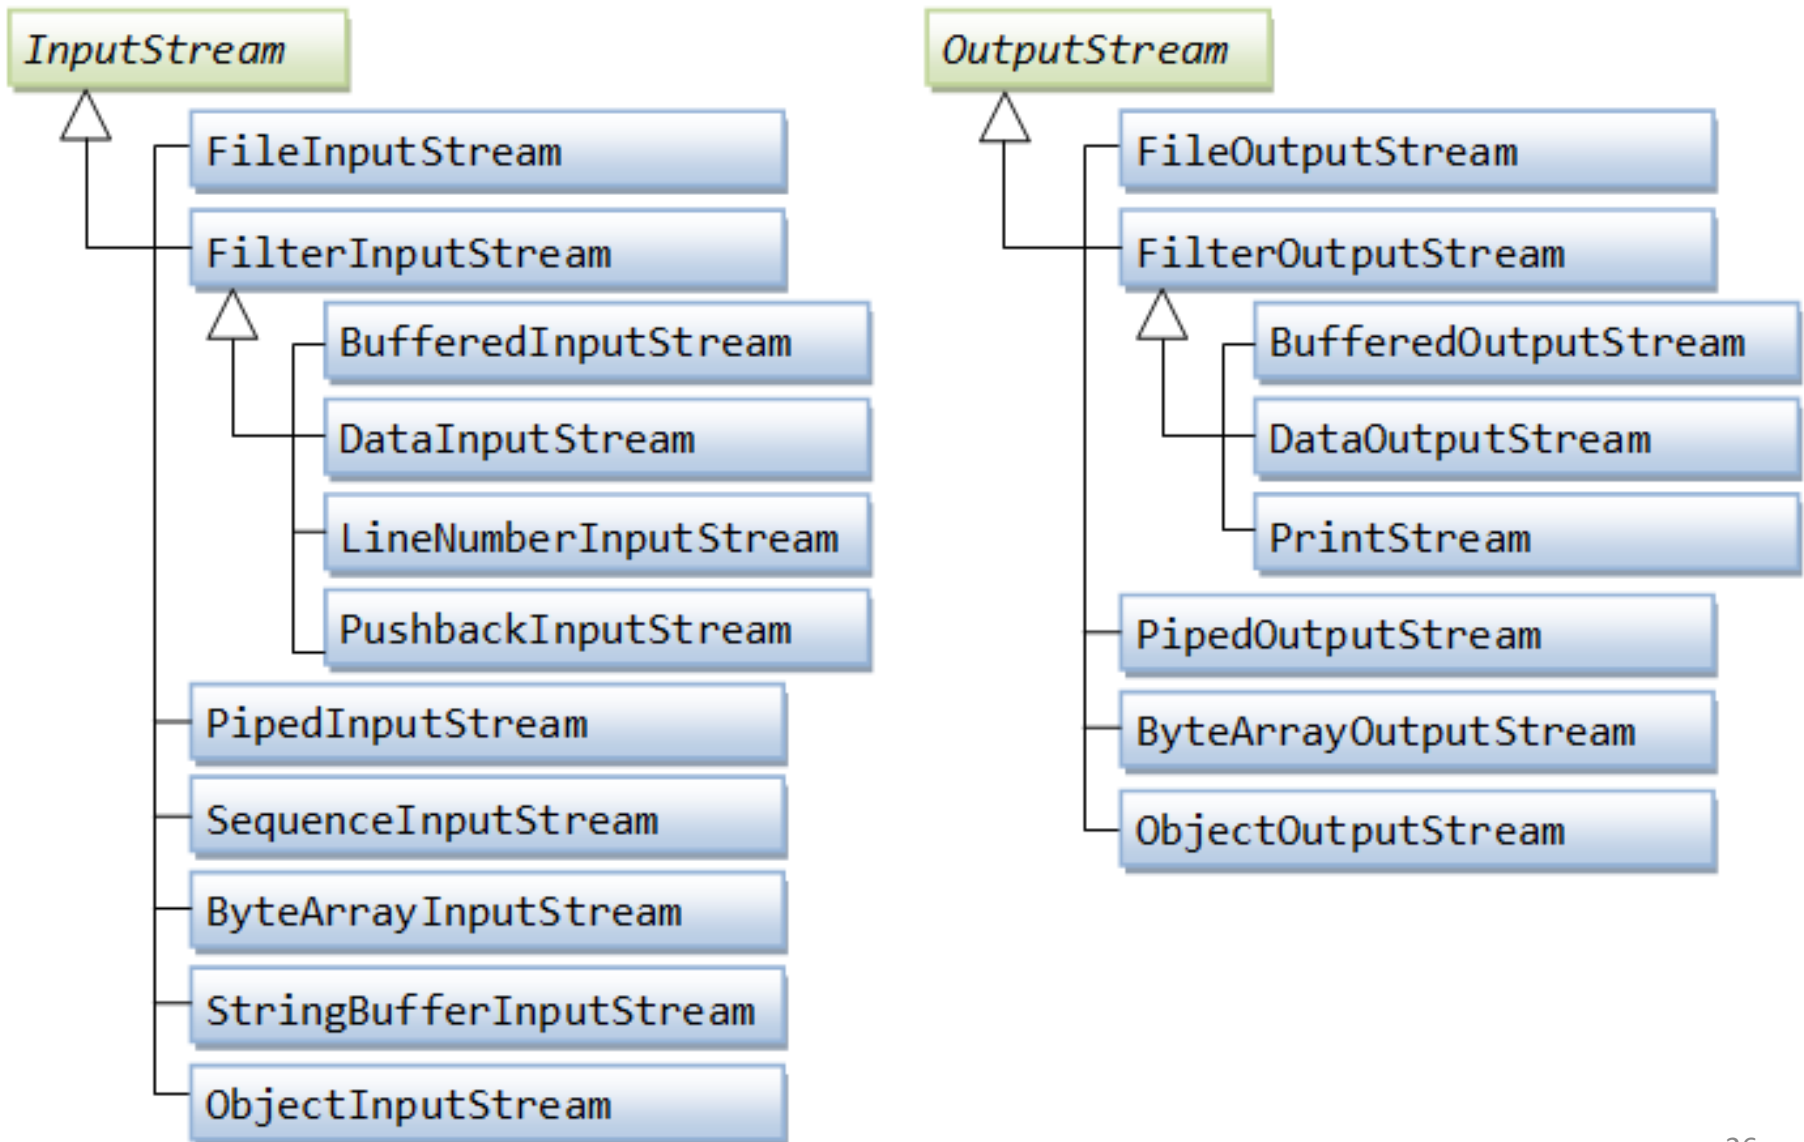 InputStream
FileInputStream
FilterInputStream
BufferedInputStream
DataInputStream
LineNumberInputStream
PushbackInputStream
PipedInputStream
SequenceInputStream
ByteArrayInputStream
StringBufferInputStream
ObjectInputStream
OutputStream
FileOutputStream
FilterOutputStream
BufferedOutputStream
DataOutputStream
PrintStream
PipedOutputStream
ByteArrayOutputStream
ObjectOutputStream